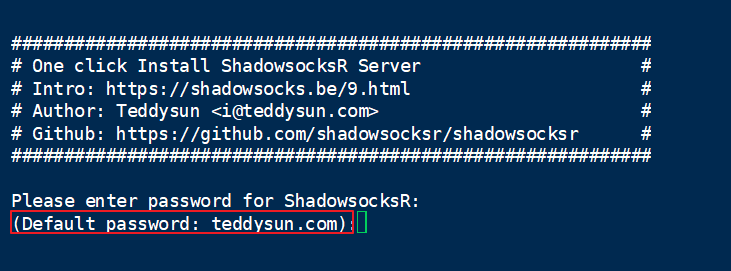 #############################################################
# One click Install ShadowsocksR Server                     #
# Intro: https://shadowsocks.be/9.html                      #
# Author: Teddysun <i@teddysun.com>                         #
# Github: https://github.com/shadowsocksr/shadowsocksr      #
#############################################################
Please enter password for ShadowsocksR:
(Default password: teddysun.com):